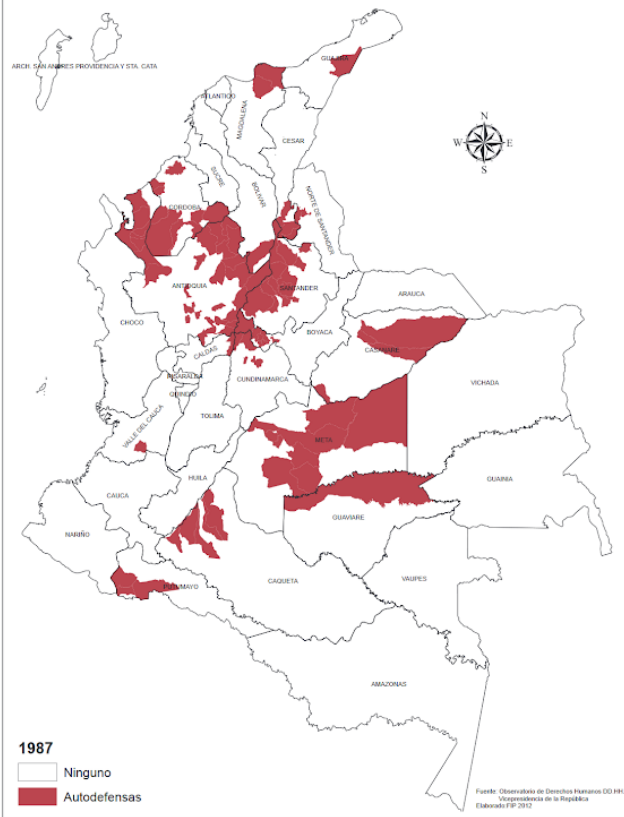 ARCH. SAN ANDRES PROVIDENCIA Y STA. CATA
GUAJIRA
ATLANTICO
MAGDALENA
CESAR
N
W E
S
SUCRE
BOLIVAR
NORTE DE SANTANDER
CORDOBA
ANTIOQUIA
SANTANDER
ARAUCA
CHOCO
BOYACA
CASANARE
CALDAS
RISARALDA
CUNDINAMARCA
VICHADA
QUINDIO
TOLIMA
VALLE DEL CAUCA
META
HUILA
GUAINIA
CAUCA
GUAVIARE
NARIÑO
CAQUETA
VAUPES
PUTUMAYO
AMAZONAS
1987
Ninguno
Autodefensas
Fuente: Observatorio de Derechos Humanos DD.HH.
Vicepresidencia de la República
Elaborado FIP 2012